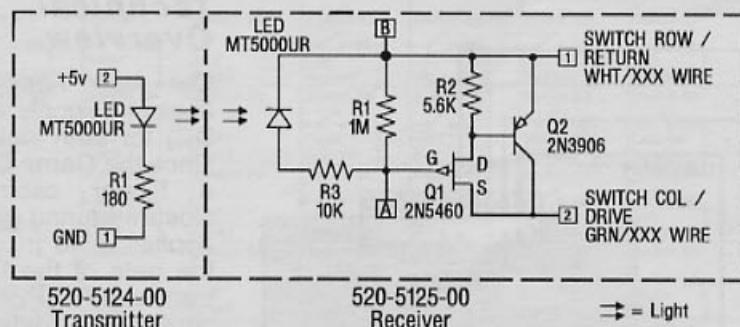 Technical
Overview
LED
MT5000UR
B
+5v 2
LED
MT5000UR
R1
180
GND 1
R1
1M
R2
5.6K
R3
10K
A
G
D
S
Q1
2N5460
Q2
2N3906
1
SWITCH ROW /
RETURN
WHT/XXX WIRE
2
SWITCH COL /
DRIVE
GRN/XXX WIRE
520-5124-00
Transmitter
520-5125-00
Receiver
= Light